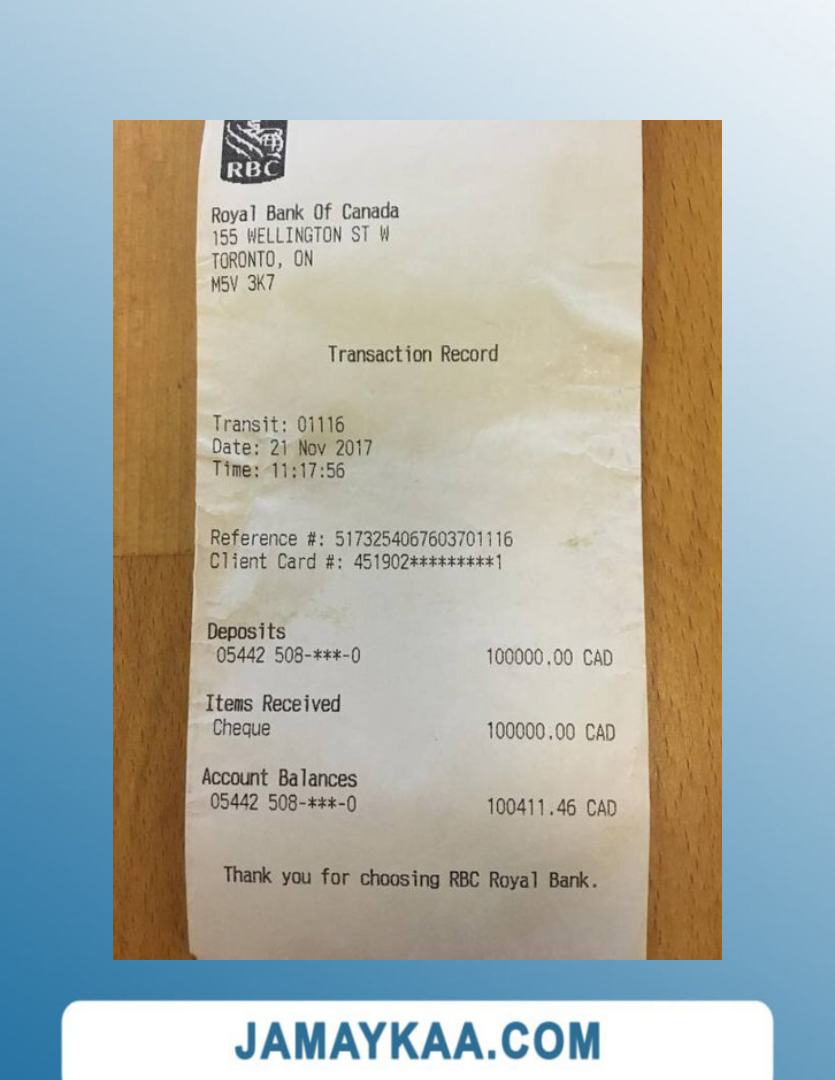 RBC
Royal Bank Of Canada
155 WELLINGTON ST W
TORONTO, ON
M5V 3K7
Transaction Record
Transit: 01116
Date: 21 Nov 2017
Time: 11:17:56
Reference #: 5173254067603701116
Client Card #: 451902*********1
Deposits
05442 508-***-0 100000.00 CAD
Items Received
Cheque 100000.00 CAD
Account Balances
05442 508-***-0 100411.46 CAD
Thank you for choosing RBC Royal Bank.
JAMAYKAA.COM